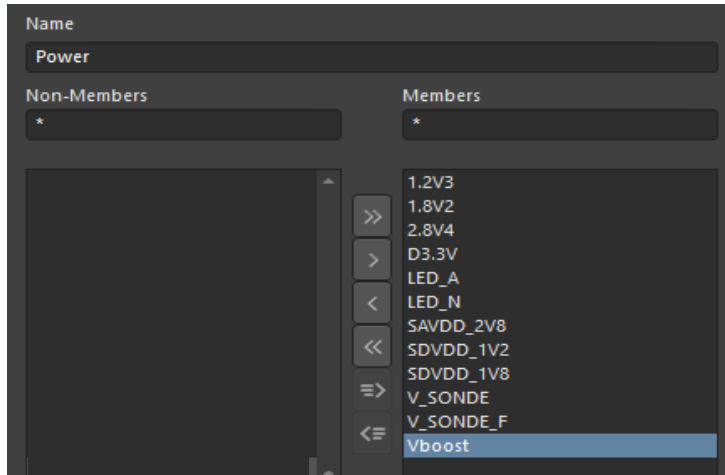 Name
Power
Non-Members
Members
*
*
1.2V3
1.8V2
2.8V4
D3.3V
LED_A
LED_N
SAVDD_2V8
SDVDD_1V2
SDVDD_1V8
V_SONDE
V_SONDE_F
Vboost